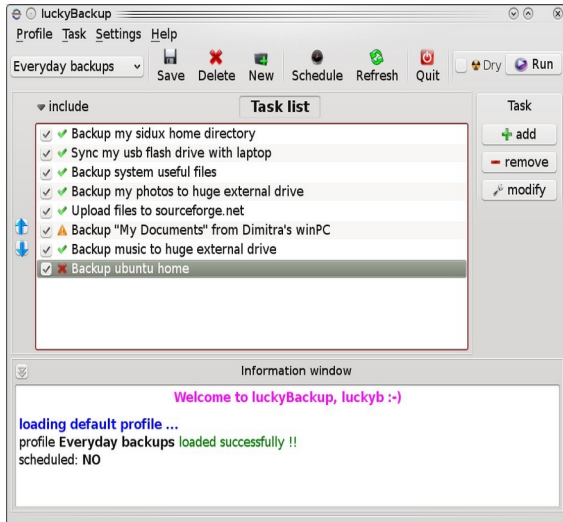 luckyBackup
Profile Task Settings Help
Everyday backups
Save Delete New Schedule Refresh Quit
Dry Run
include
Task list
Task
Backup my sidux home directory
Sync my usb flash drive with laptop
Backup system useful files
Backup my photos to huge external drive
Upload files to sourceforge.net
Backup "My Documents" from Dimitra's winPC
Backup music to huge external drive
Backup ubuntu home
add
remove
modify
Information window
Welcome to luckyBackup, luckyb :-)
loading default profile ...
profile Everyday backups loaded successfully !!
scheduled: NO